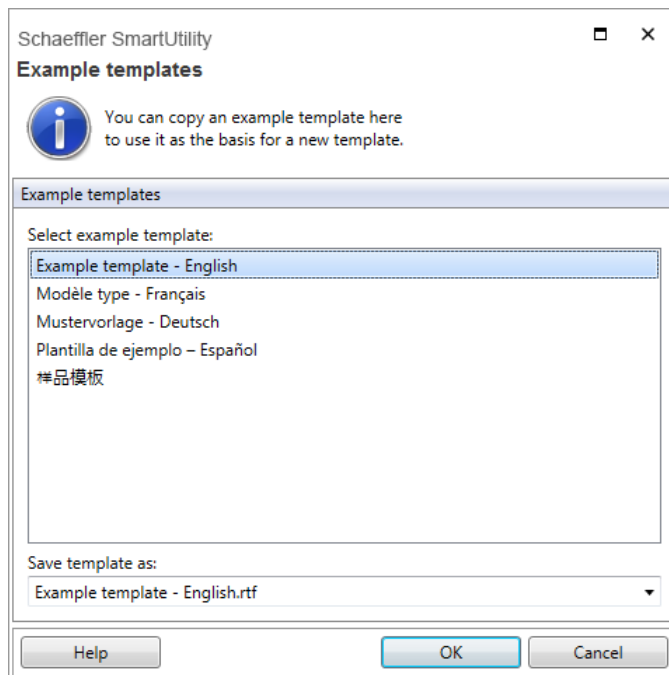 Schaeffler SmartUtility
Example templates
You can copy an example template here
to use it as the basis for a new template.
Example templates
Select example template:
Example template - English
Modèle type - Français
Mustervorlage - Deutsch
Plantilla de ejemplo – Español
样品模板
Save template as:
Example template - English.rtf
Help
OK
Cancel